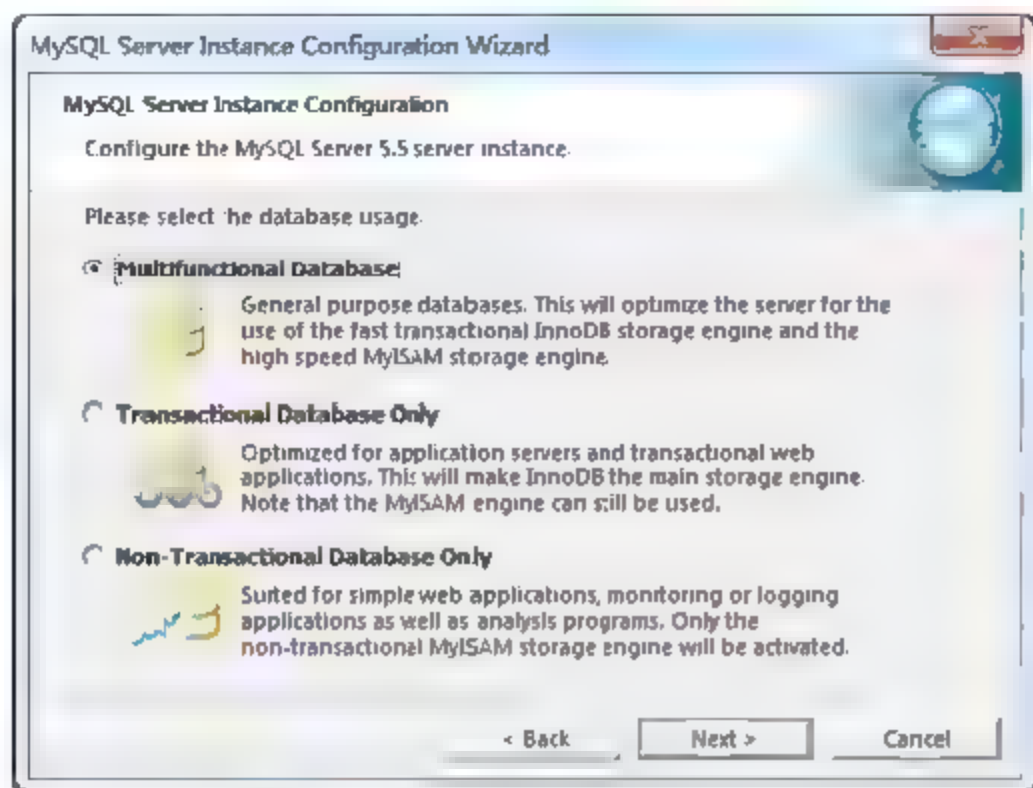 MySQL Server Instance Configuration Wizard
MySQL Server Instance Configuration
Configure the MySQL Server 5.5 server instance.
Please select the database usage.
Multifunctional Database
General purpose databases. This will optimize the server for the
use of the fast transactional InnoDB storage engine and the
high speed MyISAM storage engine.
Transactional Database Only
Optimized for application servers and transactional web
applications. This will make InnoDB the main storage engine.
Note that the MyISAM engine can still be used.
Non-Transactional Database Only
Suited for simple web applications, monitoring or logging
applications as well as analysis programs. Only the
non-transactional MyISAM storage engine will be activated.
< Back Next > Cancel